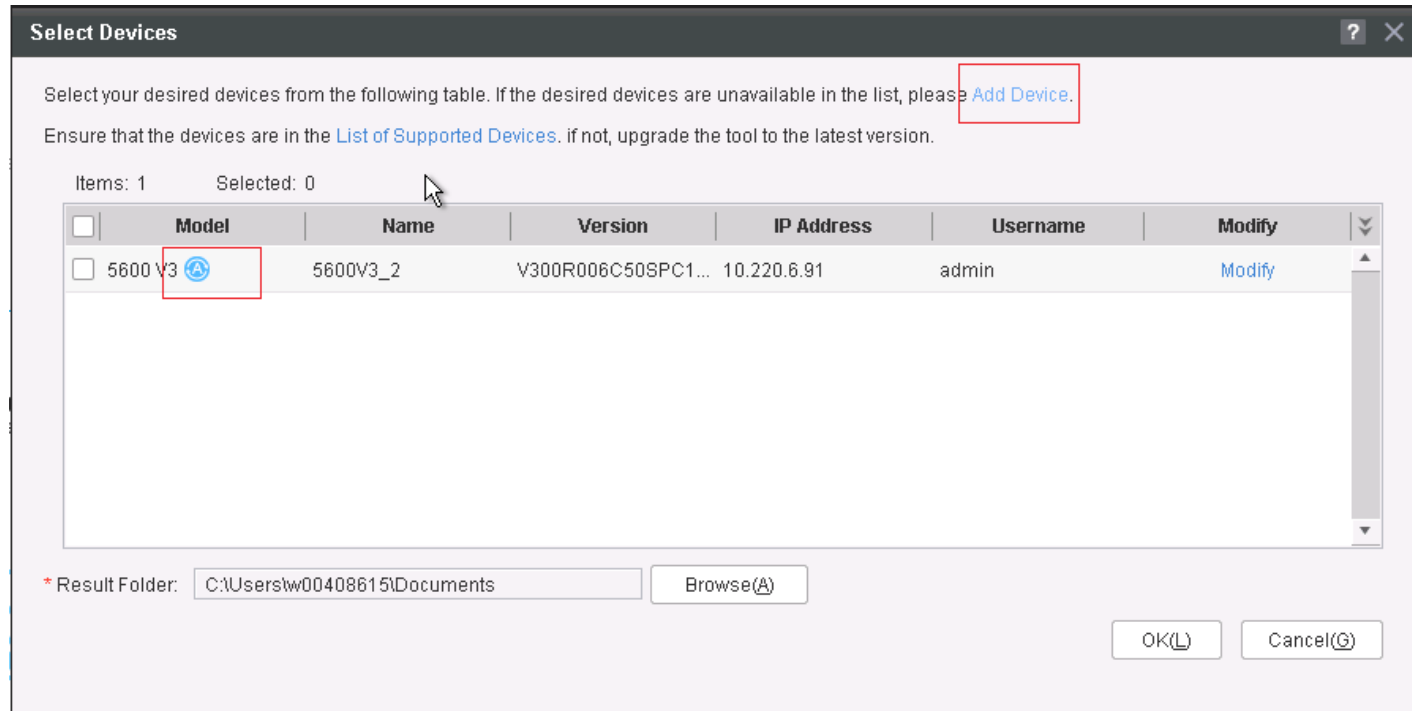 Select Devices ?
Select your desired devices from the following table. If the desired devices are unavailable in the list, please Add Device.
Ensure that the devices are in the List of Supported Devices. if not, upgrade the tool to the latest version.
Items: 1 Selected: 0
Model Name Version IP Address Username Modify
5600 V3 A 5600V3_2 V300R006C50SPC1... 10.220.6.91 admin Modify
* Result Folder: C:\Users\w00408615\Documents Browse(A)
OK(L) Cancel(G)